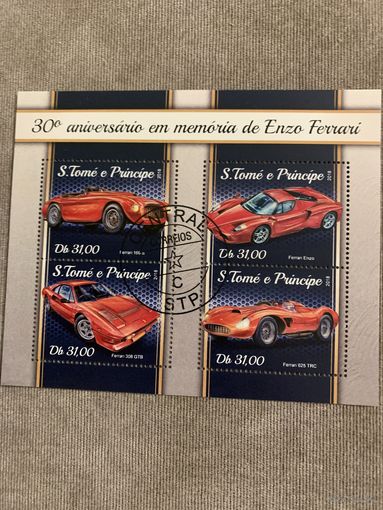 30º aniversário em memória de Enzo Ferrari
S. Tomé e Príncipe
2018
Db 31,00
Ferrari 166
S. Tomé e Príncipe
2018
Db 31,00
Ferrari Enzo
S. Tomé e Príncipe
2018
Db 31,00
Ferrari 308 GTB
S. Tomé e Príncipe
2018
Db 31,00
Ferrari 625 TRC
C
STP